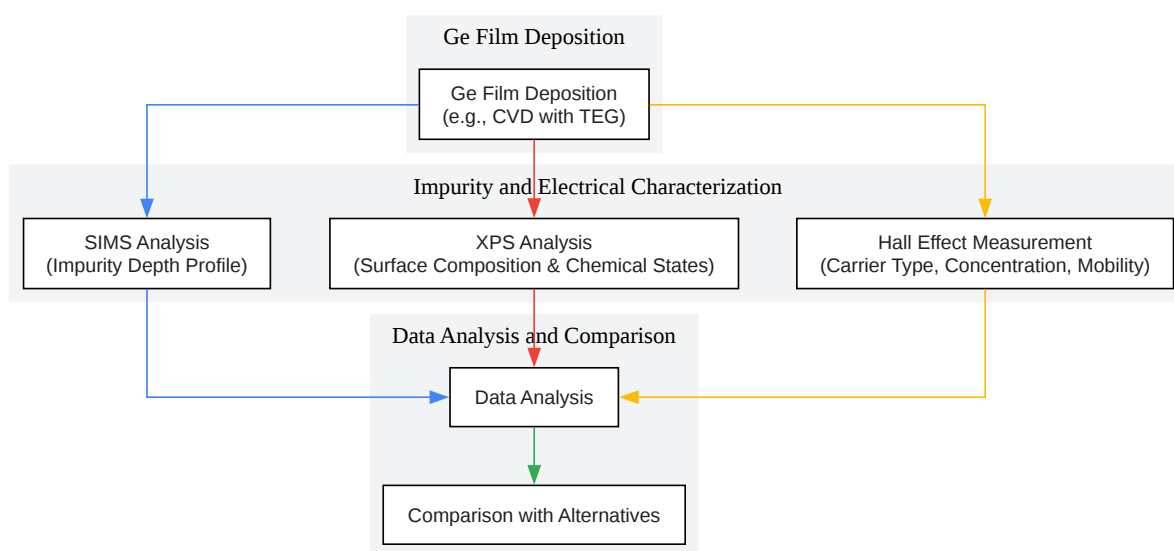 Ge Film Deposition
Ge Film Deposition
(e.g., CVD with TEG)
Impurity and Electrical Characterization
SIMS Analysis
(Impurity Depth Profile)
XPS Analysis
(Surface Composition & Chemical States)
Hall Effect Measurement
(Carrier Type, Concentration, Mobility)
Data Analysis and Comparison
Data Analysis
Comparison with Alternatives